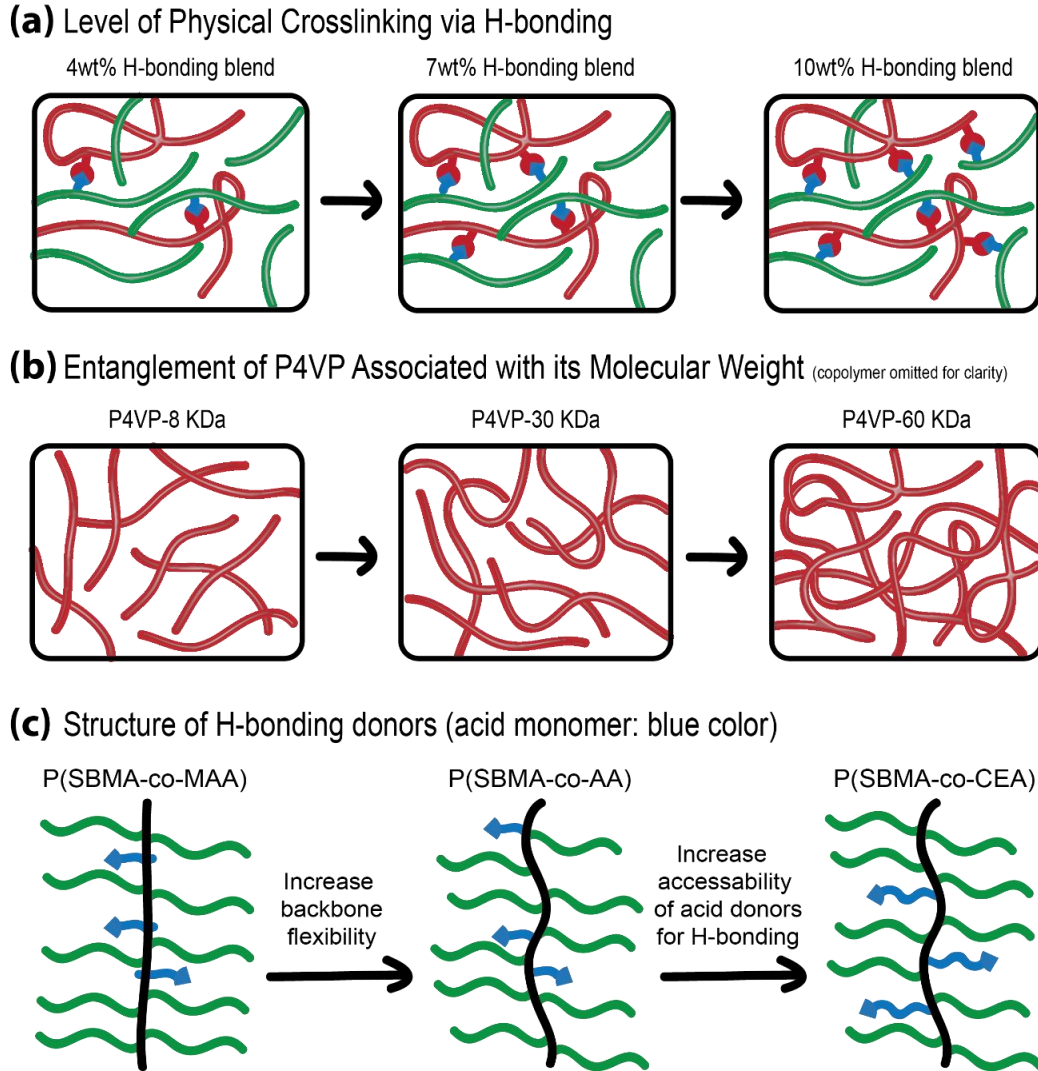 (a) Level of Physical Crosslinking via H-bonding
4wt% H-bonding blend
7wt% H-bonding blend
10wt% H-bonding blend
(b) Entanglement of P4VP Associated with its Molecular Weight (copolymer omitted for clarity)
P4VP-8 KDa
P4VP-30 KDa
P4VP-60 KDa
(c) Structure of H-bonding donors (acid monomer: blue color)
P(SBMA-co-MAA)
P(SBMA-co-AA)
P(SBMA-co-CEA)
Increase
backbone
flexibility
Increase
accessability
of acid donors
for H-bonding